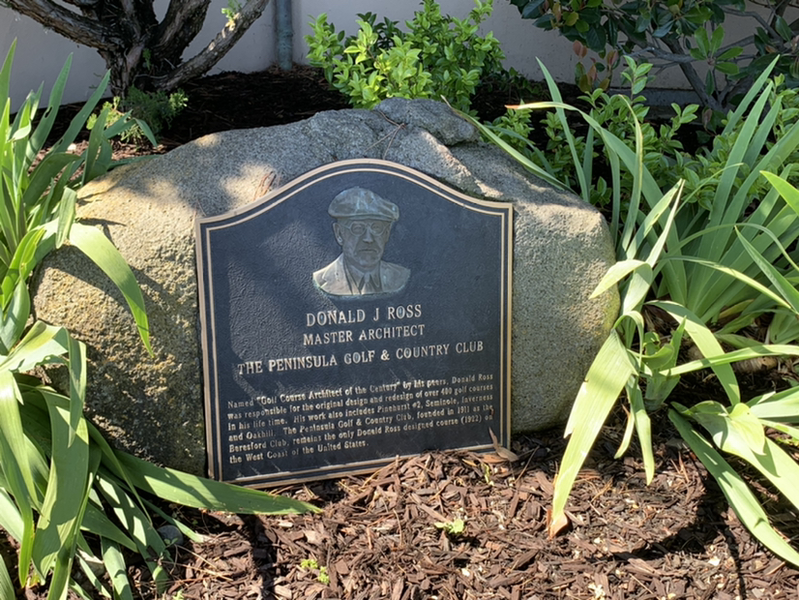 DONALD J ROSS
MASTER ARCHITECT
THE PENINSULA GOLF & COUNTRY CLUB
Named "Golf Course Architect of the Century" by his peers, Donald Ross
was responsible for the original design and redesign of over 400 golf courses
in his life time. His work also includes Pinehurst #2, Seminole, Inverness
and Oakhill. The Peninsula Golf & Country Club, founded in 1911 as the
Beresford Club, remains the only Donald Ross designed course (1922) on
the West Coast of the United States.